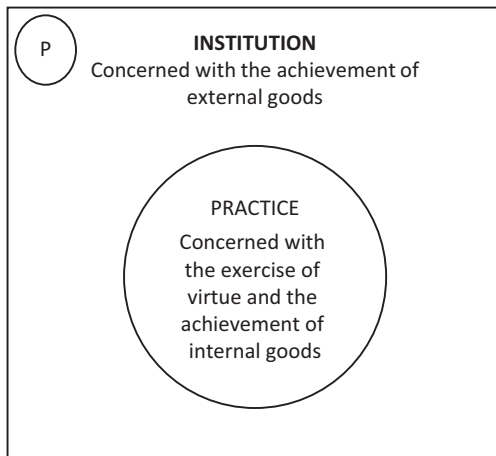 P
INSTITUTION
Concerned with the achievement of
external goods
PRACTICE
Concerned with
the exercise of
virtue and the
achievement of
internal goods